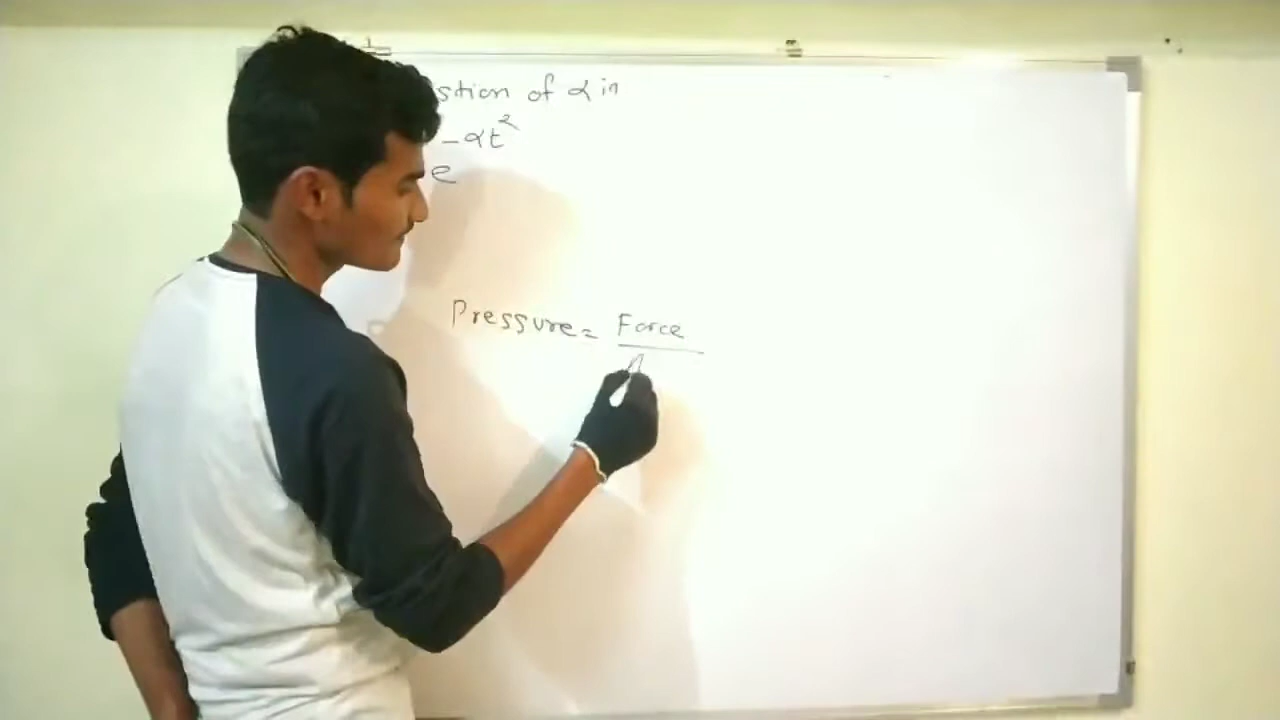 stion of α in
-αt²
e
Pressure = Force